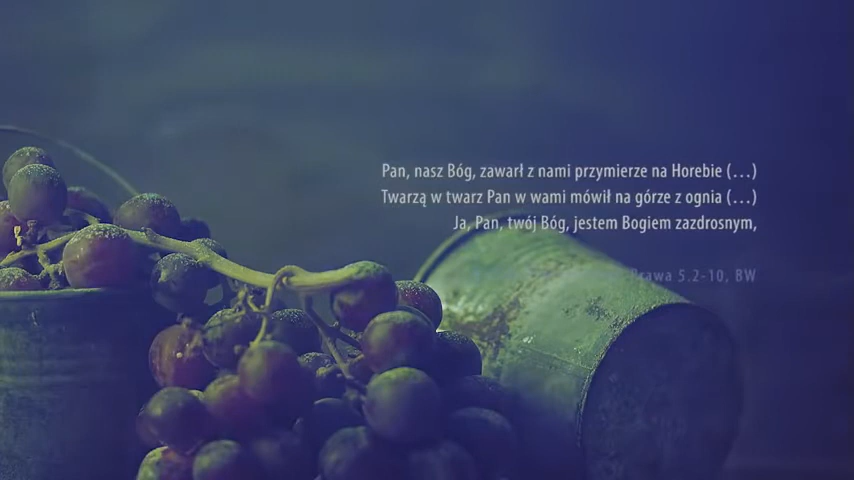 Pan, nasz Bóg, zawarł z nami przymierze na Horebie (…)
Twarzą w twarz Pan w wami mówił na górze z ognia (…)
Ja, Pan, twój Bóg, jestem Bogiem zazdrosnym,
Prawa 5.2-10, BW